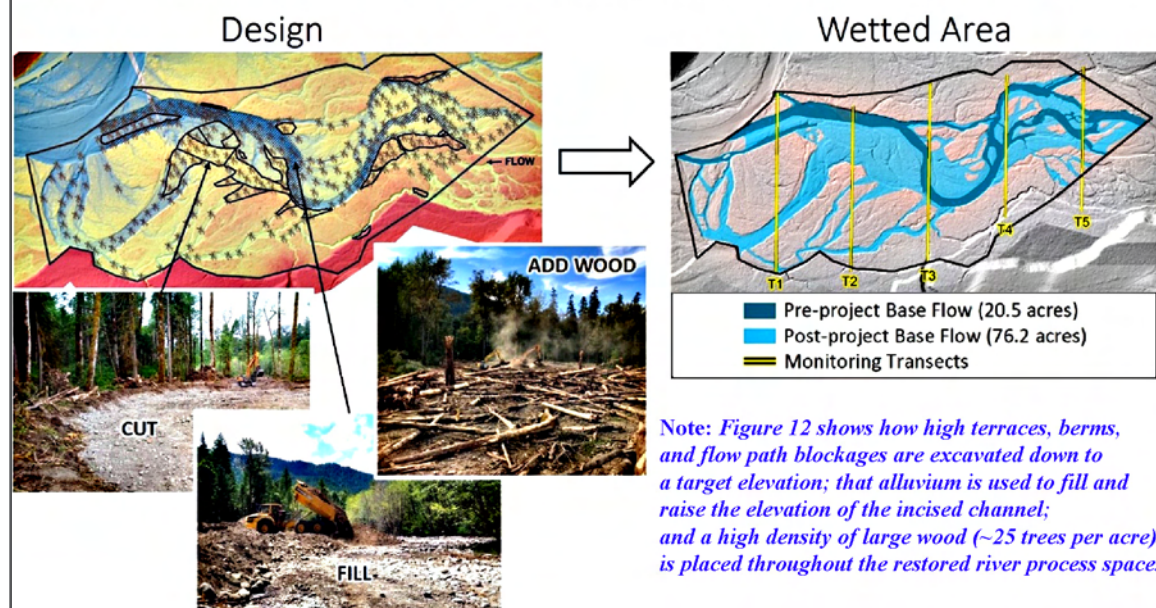 Design
Wetted Area
FLOW
T1
T2
T3
T4
T5
ADD WOOD
CUT
FILL
Pre-project Base Flow (20.5 acres)
Post-project Base Flow (76.2 acres)
Monitoring Transects
Note: Figure 12 shows how high terraces, berms,
and flow path blockages are excavated down to
a target elevation; that alluvium is used to fill and
raise the elevation of the incised channel;
and a high density of large wood (~25 trees per acre)
is placed throughout the restored river process space.